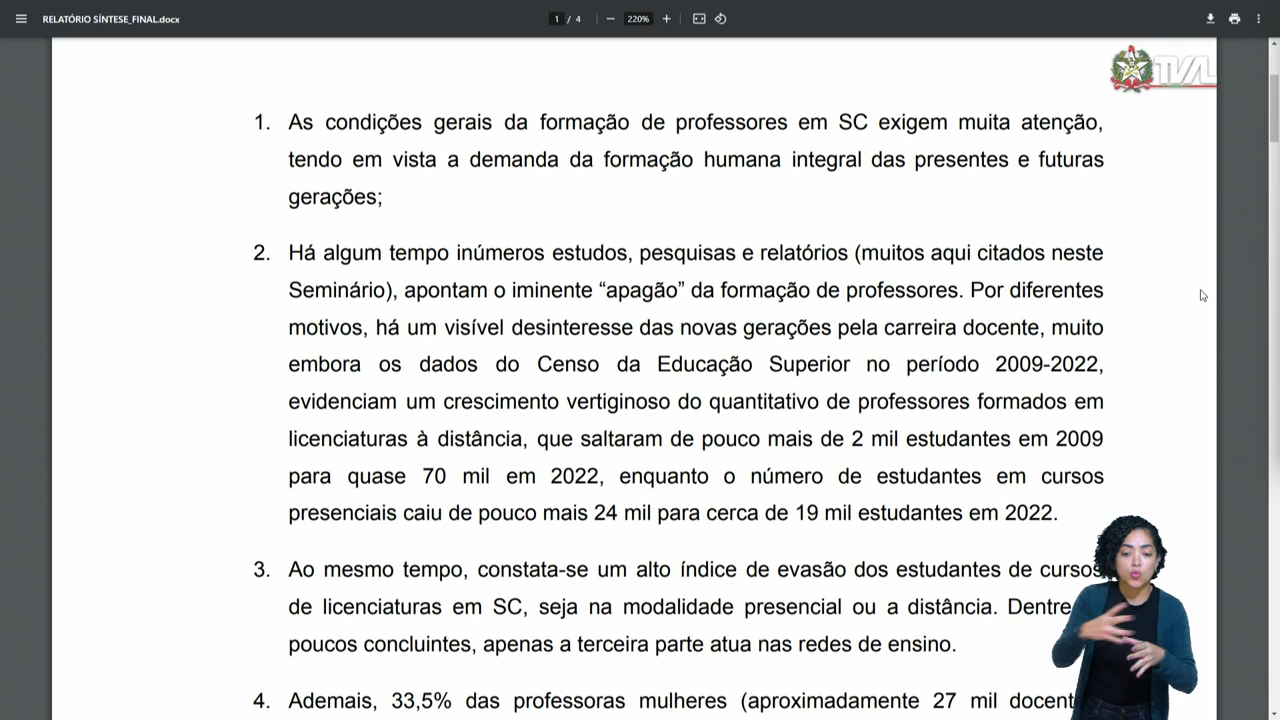 RELATÓRIO SÍNTESE_FINAL.docx
1 / 4
220%
TVAL
1. As condições gerais da formação de professores em SC exigem muita atenção,
tendo em vista a demanda da formação humana integral das presentes e futuras
gerações;
2. Há algum tempo inúmeros estudos, pesquisas e relatórios (muitos aqui citados neste
Seminário), apontam o iminente “apagão” da formação de professores. Por diferentes
motivos, há um visível desinteresse das novas gerações pela carreira docente, muito
embora os dados do Censo da Educação Superior no período 2009-2022,
evidenciam um crescimento vertiginoso do quantitativo de professores formados em
licenciaturas à distância, que saltaram de pouco mais de 2 mil estudantes em 2009
para quase 70 mil em 2022, enquanto o número de estudantes em cursos
presenciais caiu de pouco mais 24 mil para cerca de 19 mil estudantes em 2022.
3. Ao mesmo tempo, constata-se um alto índice de evasão dos estudantes de cursos
de licenciaturas em SC, seja na modalidade presencial ou a distância. Dentre
poucos concluintes, apenas a terceira parte atua nas redes de ensino.
4. Ademais, 33,5% das professoras mulheres (aproximadamente 27 mil